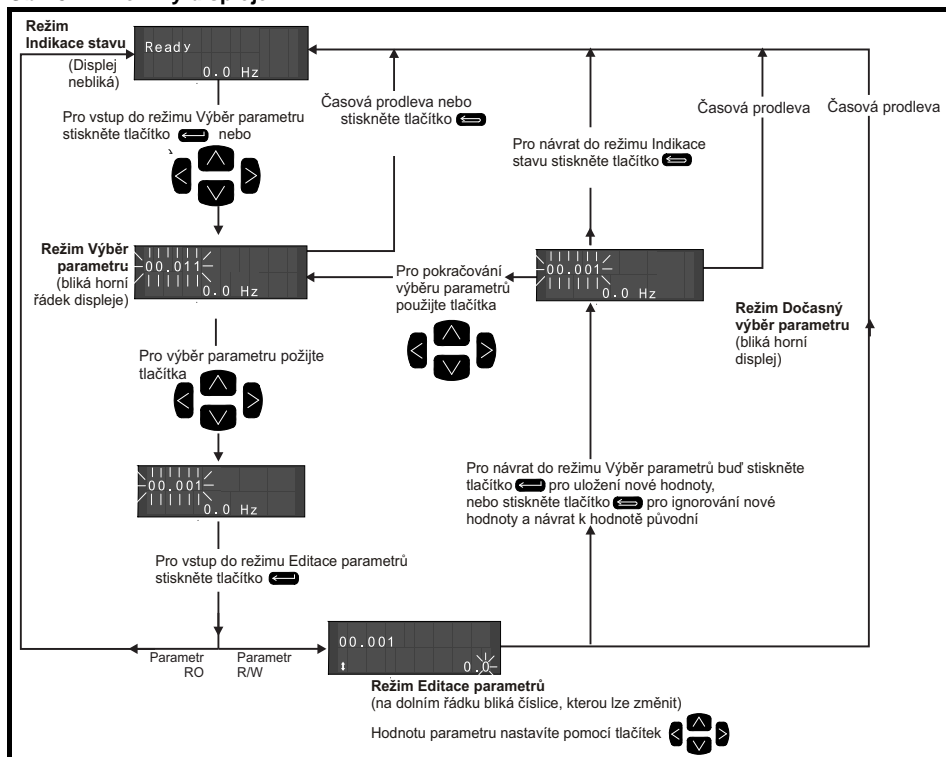 Režim
Indikace stavu
(Displej
nebliká)
Ready
0.0 Hz
Pro vstup do režimu Výběr parametru
stiskněte tlačítko nebo
Časová prodleva nebo
stiskněte tlačítko
Pro návrat do režimu Indikace
stavu stiskněte tlačítko
Časová prodleva
Časová prodleva
Režim Výběr
parametru
(bliká horní
řádek displeje)
00.011
0.0 Hz
Pro pokračování
výběru parametrů
použijte tlačítka
00.001
0.0 Hz
Režim Dočasný
výběr parametru
(bliká horní
displej)
Pro výběr parametru požijte
tlačítka
00.001
0.0 Hz
Pro návrat do režimu Výběr parametrů buď stiskněte
tlačítko pro uložení nové hodnoty,
nebo stiskněte tlačítko pro ignorování nové
hodnoty a návrat k hodnotě původní
Pro vstup do režimu Editace parametrů
stiskněte tlačítko
Parametr
RO
Parametr
R/W
00.001
0.0
Režim Editace parametrů
(na dolním řádku bliká číslice, kterou lze změnit)
Hodnotu parametru nastavíte pomocí tlačítek